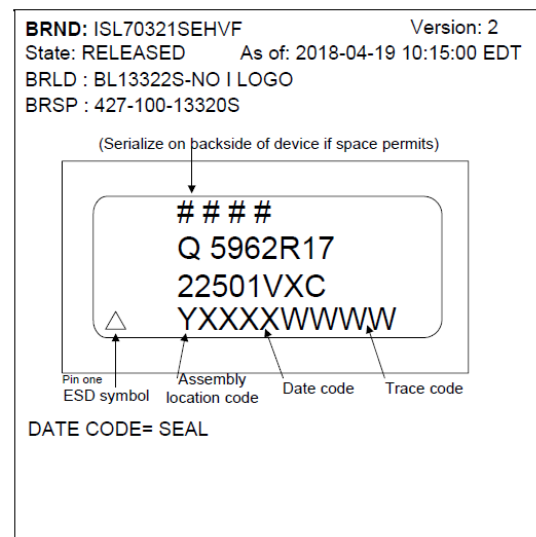 BRND: ISL70321SEHVF Version: 2
State: RELEASED As of: 2018-04-19 10:15:00 EDT
BRLD : BL13322S-NO I LOGO
BRSP : 427-100-13320S
(Serialize on backside of device if space permits)
# # # #
Q 5962R17
22501VXC
YXXXXWWWW
Pin one
ESD symbol
Assembly
location code
Date code
Trace code
DATE CODE= SEAL